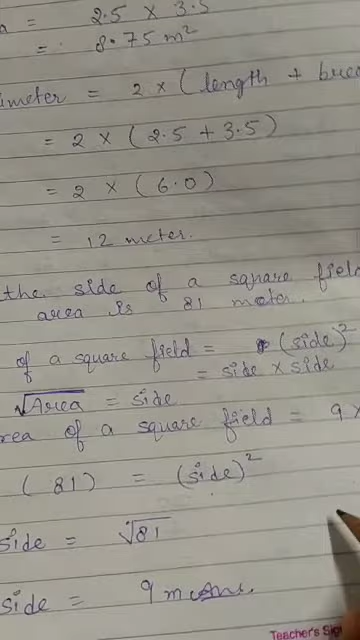 = 2.5 × 3.5
= 8.75 m²
= 2 × ( length +
= 2 × ( 2.5 + 3.5 )
= 2 × ( 6.0 )
= 12 meter.
the side of a square field
area is 81 meter.
of a square field = (side)²
= side × side
√Area = side
of a square field = 9 ×
( 81 ) = (side)²
side = √81
side = 9
Teacher's